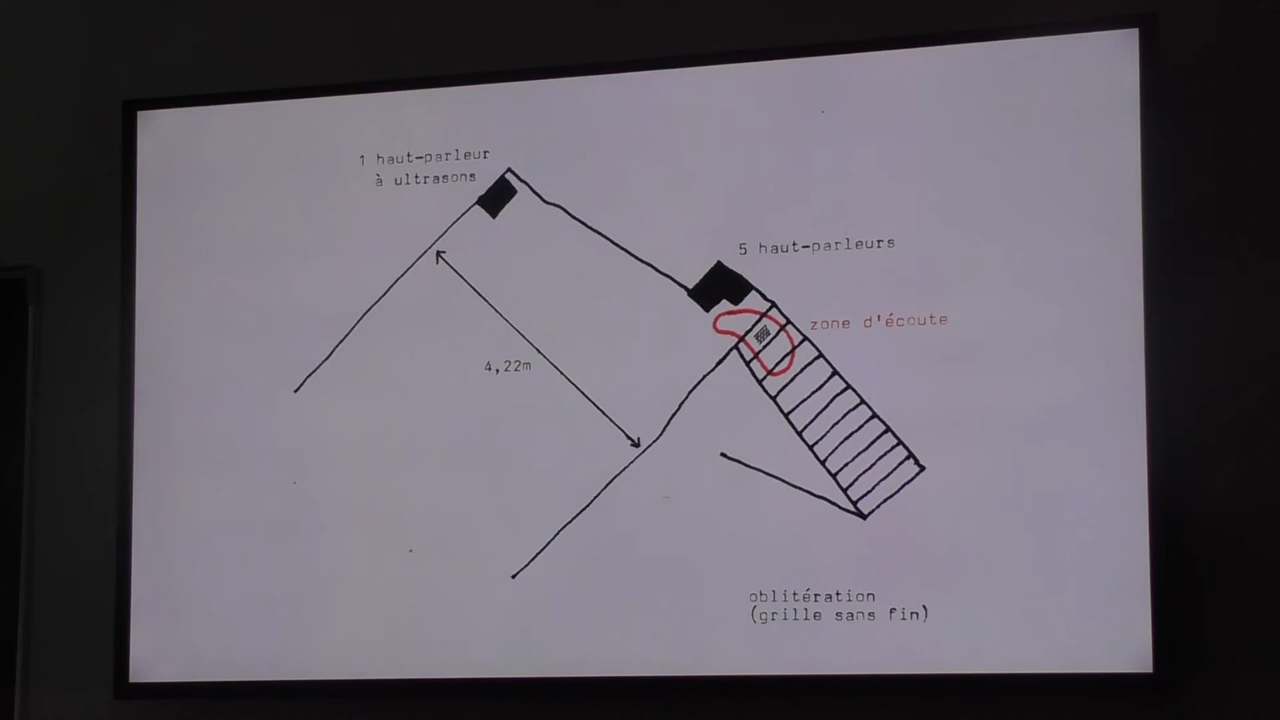 1 haut-parleur
à ultrasons
5 haut-parleurs
zone d'écoute
4,22m
oblitération
(grille sans fin)